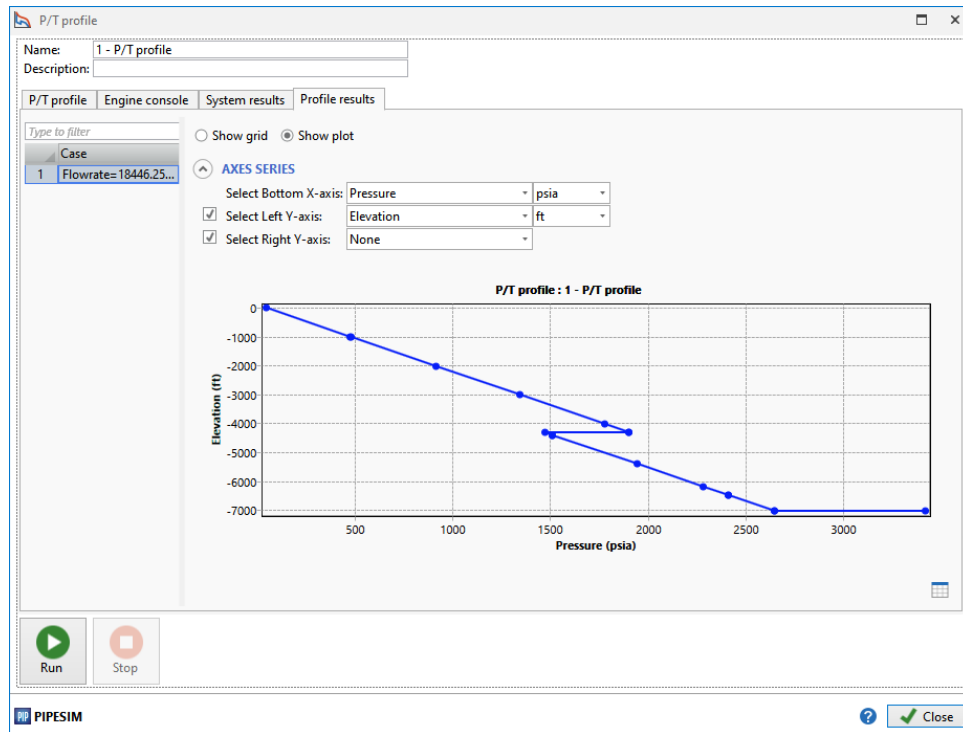 P/T profile
Name: 1 - P/T profile
Description:
P/T profile Engine console System results Profile results
Type to filter
Case
1 Flowrate=18446.25...
Show grid Show plot
AXES SERIES
Select Bottom X-axis: Pressure psia
Select Left Y-axis: Elevation ft
Select Right Y-axis: None
P/T profile : 1 - P/T profile
Elevation (ft)
0
-1000
-2000
-3000
-4000
-5000
-6000
-7000
500 1000 1500 2000 2500 3000
Pressure (psia)
Run Stop
PIP PIPESIM ? Close